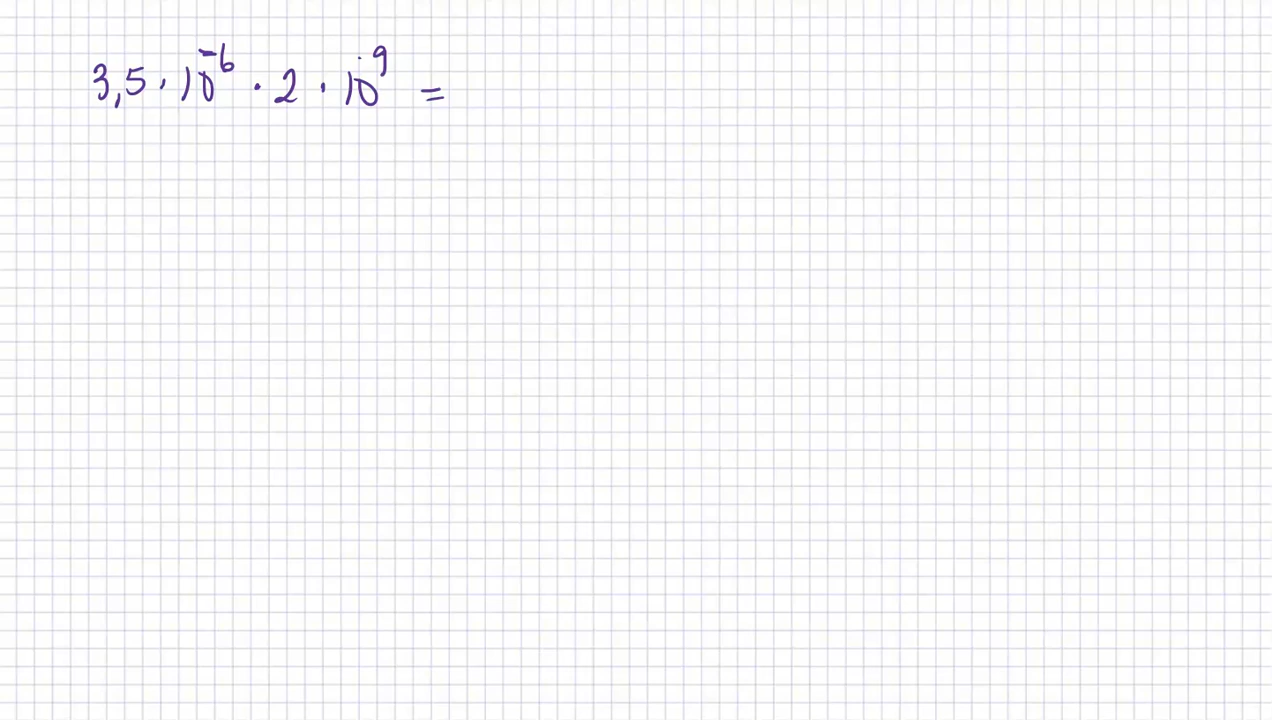 3,5 · 10⁻⁶ · 2 · 10⁹ =